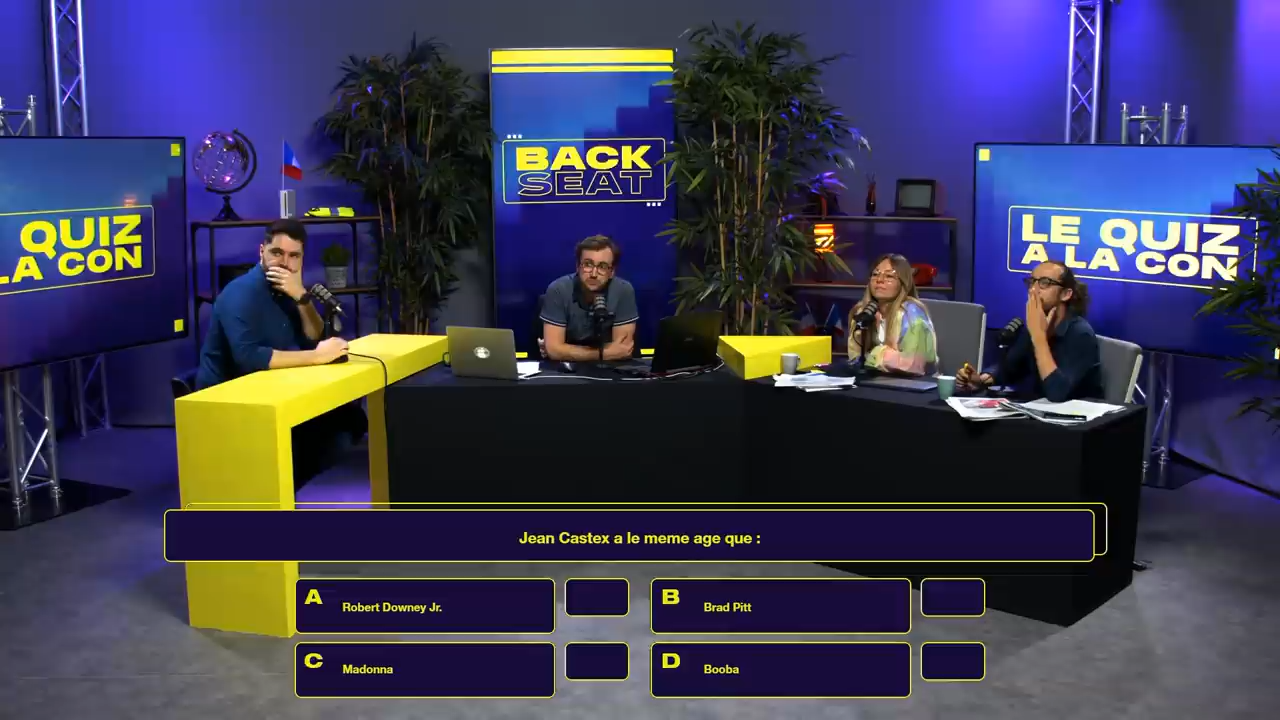 BACK
SEAT
QUIZ
LA CON
LE QUIZ
A LA CON
Jean Castex a le meme age que :
A Robert Downey Jr.
B Brad Pitt
C Madonna
D Booba